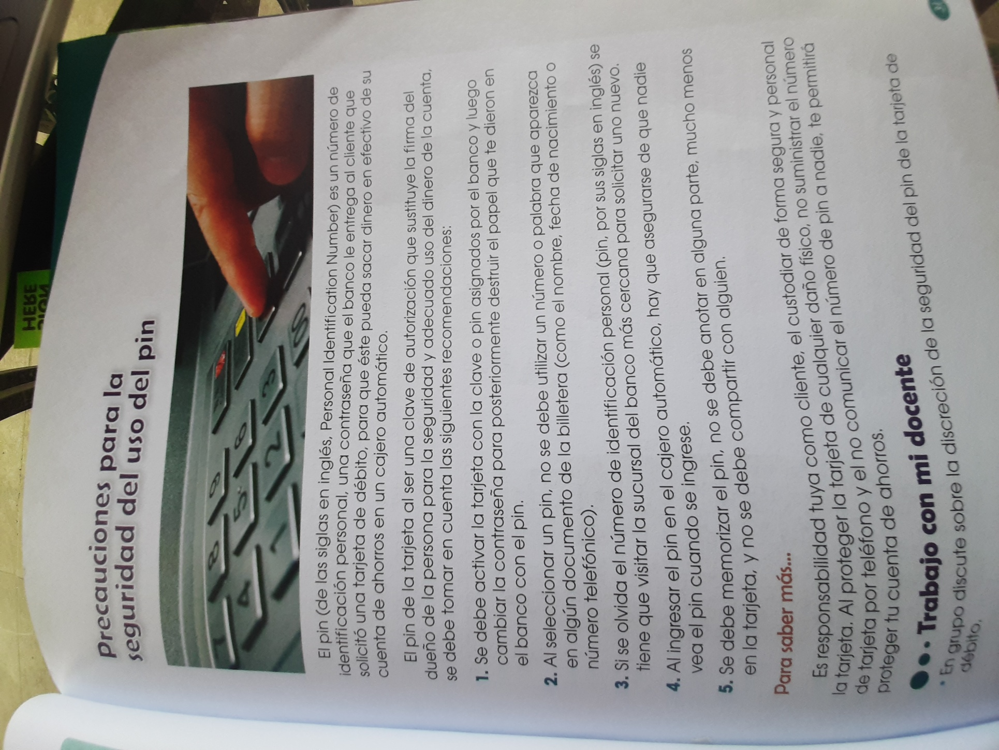 Precauciones para la
seguridad del uso del pin
7
8
9
4
5
6
1
2
3
El pin (de las siglas en inglés, Personal Identification Number) es un número de
identificación personal, una contraseña que el banco le entrega al cliente que
solicitó una tarjeta de débito, para que éste pueda sacar dinero en efectivo de su
cuenta de ahorros en un cajero automático.
El pin de la tarjeta al ser una clave de autorización que sustituye la firma del
dueño de la persona para la seguridad y adecuado uso del dinero de la cuenta,
se debe tomar en cuenta las siguientes recomendaciones:
1. Se debe activar la tarjeta con la clave o pin asignados por el banco y luego
cambiar la contraseña para posteriormente destruir el papel que te dieron en
el banco con el pin.
2. Al seleccionar un pin, no se debe utilizar un número o palabra que aparezca
en algún documento de la billetera (como el nombre, fecha de nacimiento o
número telefónico).
3. Si se olvida el número de identificación personal (pin, por sus siglas en inglés) se
tiene que visitar la sucursal del banco más cercana para solicitar uno nuevo.
4. Al ingresar el pin en el cajero automático, hay que asegurarse de que nadie
vea el pin cuando se ingrese.
5. Se debe memorizar el pin, no se debe anotar en alguna parte, mucho menos
en la tarjeta, y no se debe compartir con alguien.
Para saber más...
Es responsabilidad tuya como cliente, el custodiar de forma segura y personal
la tarjeta. Al proteger la tarjeta de cualquier daño físico, no suministrar el número
de tarjeta por teléfono y el no comunicar el número de pin a nadie, te permitirá
proteger tu cuenta de ahorros.
Trabajo con mi docente
• En grupo discute sobre la discreción de la seguridad del pin de la tarjeta de
débito.
HERE